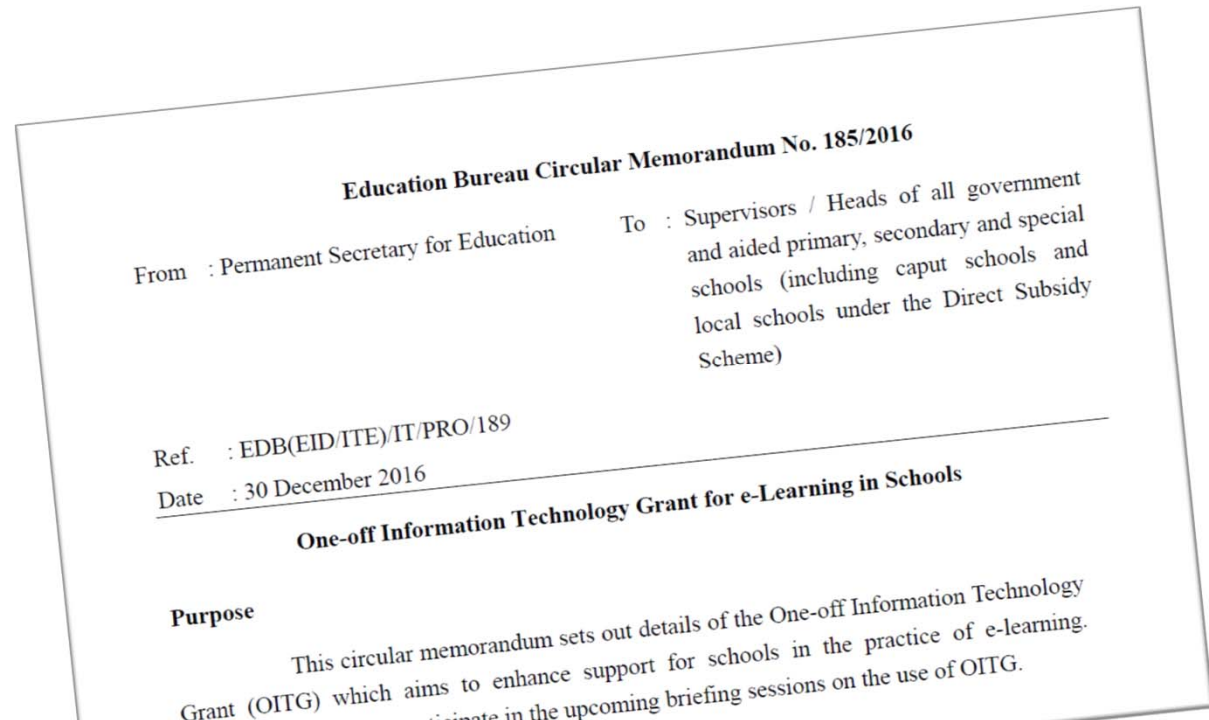 Education Bureau Circular Memorandum No. 185/2016
From : Permanent Secretary for Education
To : Supervisors / Heads of all government
and aided primary, secondary and special
schools (including caput schools and
local schools under the Direct Subsidy
Scheme)
Ref. : EDB(EID/ITE)/IT/PRO/189
Date : 30 December 2016
One-off Information Technology Grant for e-Learning in Schools
Purpose
This circular memorandum sets out details of the One-off Information Technology
Grant (OITG) which aims to enhance support for schools in the practice of e-learning.
in the upcoming briefing sessions on the use of OITG.